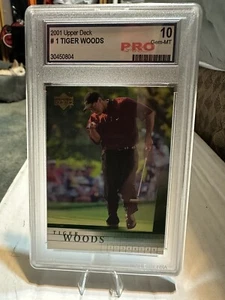 2001 Upper Deck
# 1 TIGER WOODS
30450804
PRO
10
Gem-MT
TIGER
WOODS